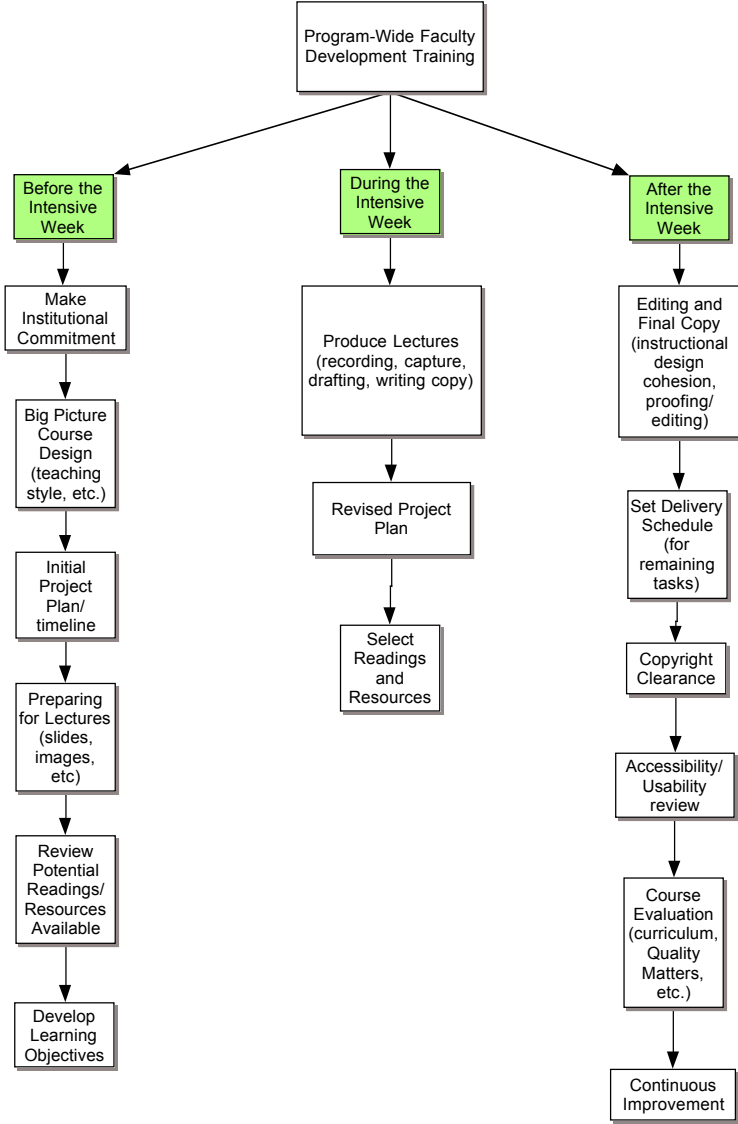 Program-Wide Faculty
Development Training
Before the
Intensive
Week
During the
Intensive
Week
After the
Intensive
Week
Make
Institutional
Commitment
Big Picture
Course
Design
(teaching
style, etc.)
Initial
Project
Plan/
timeline
Preparing
for Lectures
(slides,
images,
etc)
Review
Potential
Readings/
Resources
Available
Develop
Learning
Objectives
Produce Lectures
(recording, capture,
drafting, writing copy)
Revised Project
Plan
Select
Readings
and
Resources
Editing and
Final Copy
(instructional
design
cohesion,
proofing/
editing)
Set Delivery
Schedule
(for
remaining
tasks)
Copyright
Clearance
Accessibility/
Usability
review
Course
Evaluation
(curriculum,
Quality
Matters,
etc.)
Continuous
Improvement